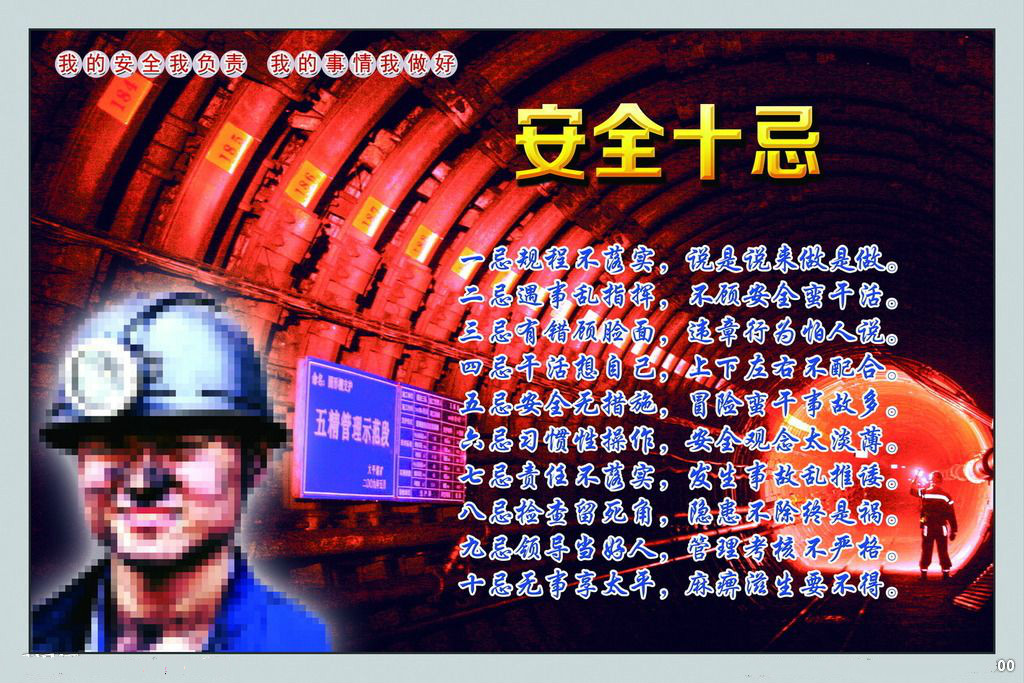 我的安全我负责 我的事情我做好
安全十忌
184
185
186
187
一忌规程不落实，说是说来做是做。
二忌遇事乱指挥，不顾安全蛮干活。
三忌有错顾脸面，违章行为怕人说。
四忌干活想自己，上下左右不配合。
五忌安全无措施，冒险蛮干事故多。
六忌习惯性操作，安全观念太淡薄。
七忌责任不落实，发生事故乱推诿。
八忌检查留死角，隐患不除终是祸。
九忌领导当好人，管理考核不严格。
十忌无事享太平，麻痹滋生要不得。
五精管理示范段
00